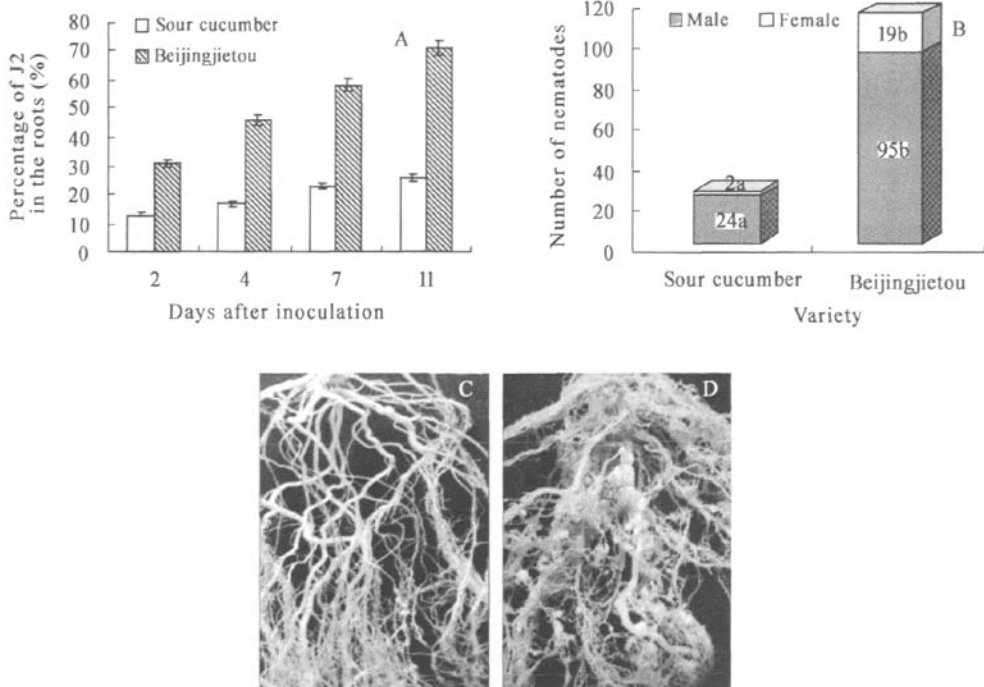 80
70
60
50
40
30
20
10
0
Percentage of J2
in the roots (%)
Sour cucumber
Beijingjietou
A
2 4 7 11
Days after inoculation
120
100
80
60
40
20
0
Number of nematodes
Male Female
B
19b
95b
2a
24a
Sour cucumber Beijingjietou
Variety
C
D